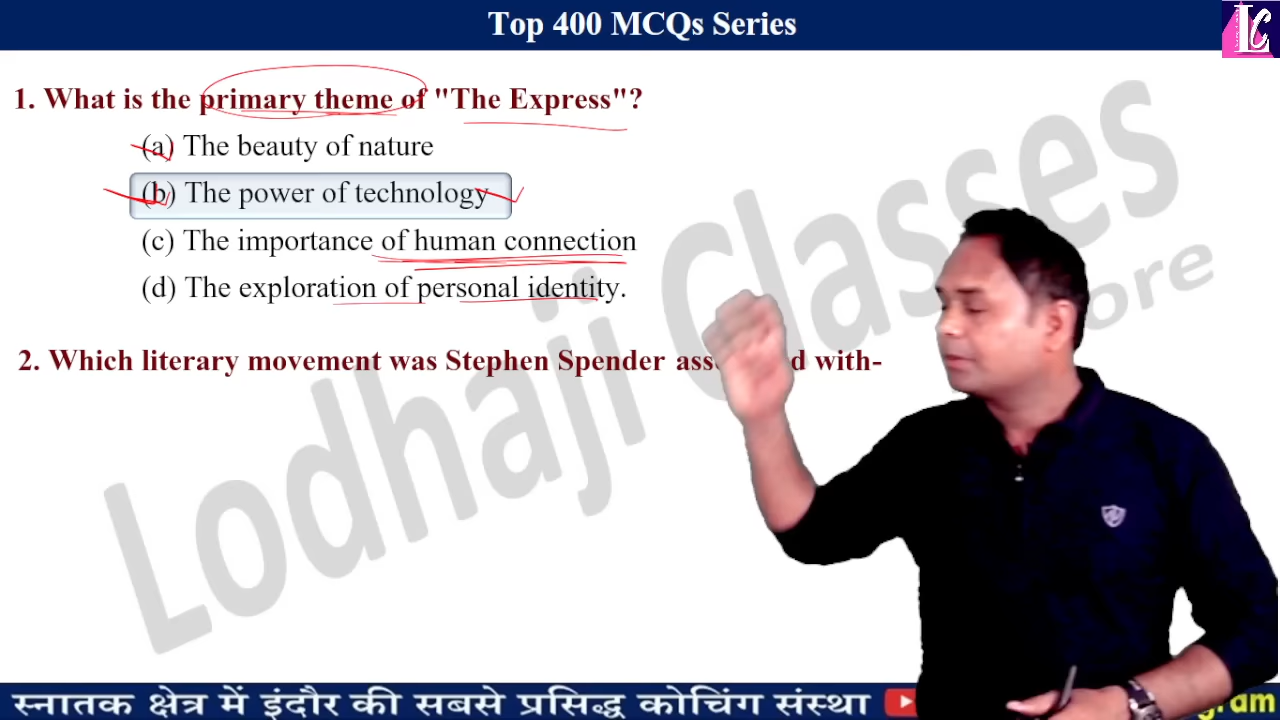 Top 400 MCQs Series
LC
1. What is the primary theme of "The Express"?
(a) The beauty of nature
(b) The power of technology
(c) The importance of human connection
(d) The exploration of personal identity.
2. Which literary movement was Stephen Spender with-
Lodhaji Classes
स्नातक क्षेत्र में इंदौर की सबसे प्रसिद्ध कोचिंग संस्था